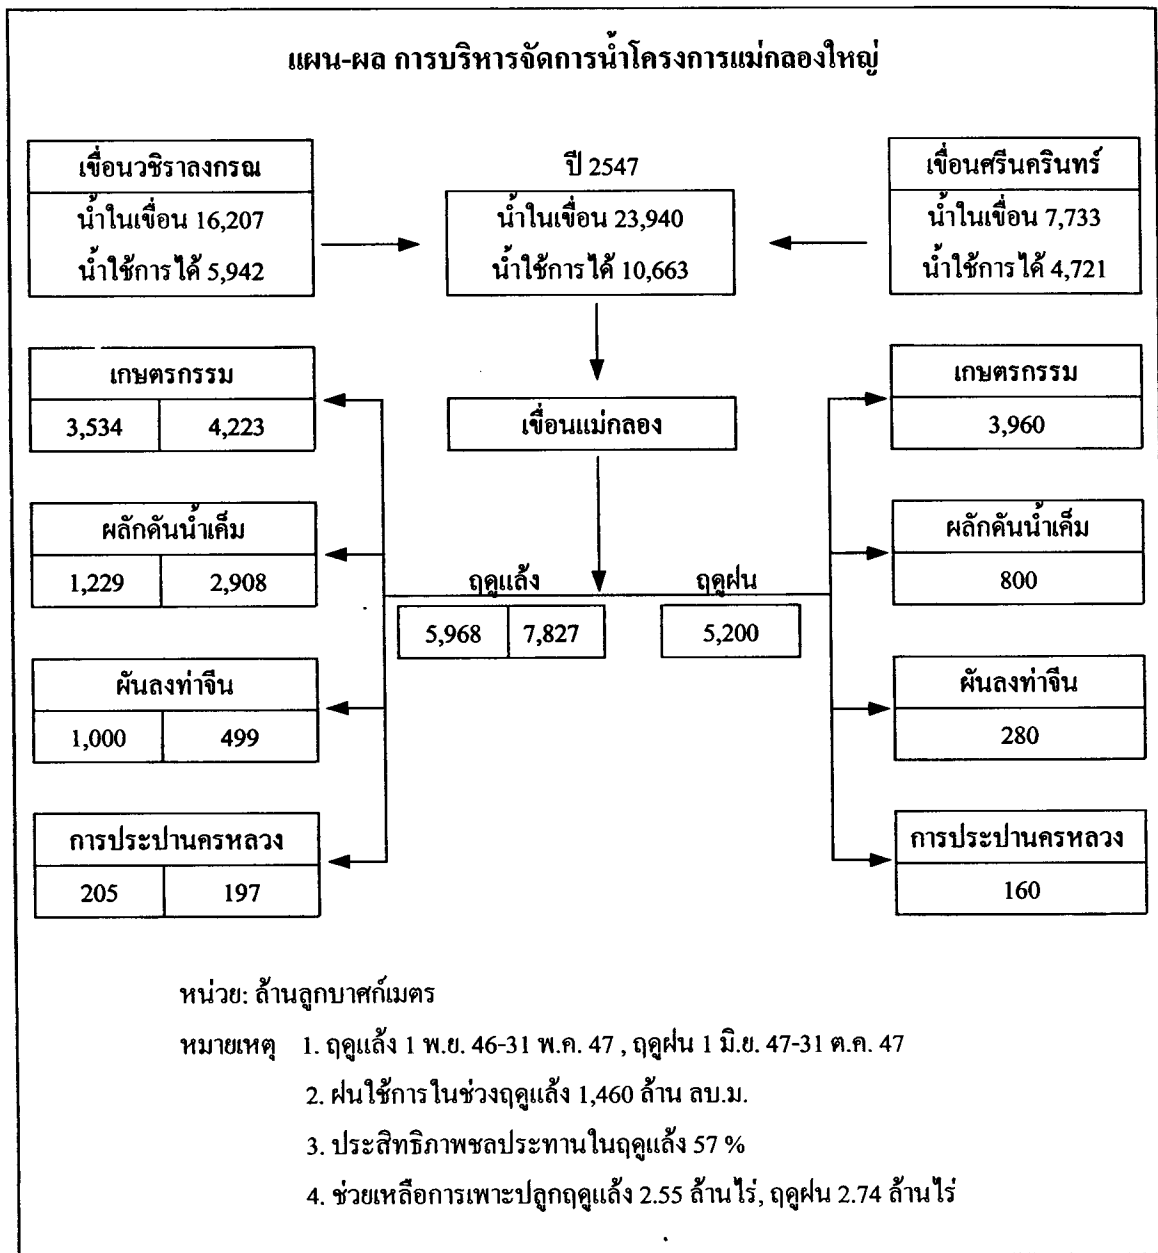 แผน-ผล การบริหารจัดการน้ำโครงการแม่กลองใหญ่
เขื่อนวชิราลงกรณ
น้ำในเขื่อน 16,207
น้ำใช้การได้ 5,942
ปี 2547
น้ำในเขื่อน 23,940
น้ำใช้การได้ 10,663
เขื่อนศรีนครินทร์
น้ำในเขื่อน 7,733
น้ำใช้การได้ 4,721
เกษตรกรรม
3,534 4,223
เขื่อนแม่กลอง
เกษตรกรรม
3,960
ผลักดันน้ำเค็ม
1,229 2,908
ผลักดันน้ำเค็ม
800
ฤดูแล้ง
5,968 7,827
ฤดูฝน
5,200
ผันลงท่าจีน
1,000 499
ผันลงท่าจีน
280
การประปานครหลวง
205 197
การประปานครหลวง
160
หน่วย: ล้านลูกบาศก์เมตร
หมายเหตุ 1. ฤดูแล้ง 1 พ.ย. 46-31 พ.ค. 47 , ฤดูฝน 1 มิ.ย. 47-31 ต.ค. 47
2. ฝนใช้การในช่วงฤดูแล้ง 1,460 ล้าน ลบ.ม.
3. ประสิทธิภาพชลประทานในฤดูแล้ง 57 %
4. ช่วยเหลือการเพาะปลูกฤดูแล้ง 2.55 ล้านไร่, ฤดูฝน 2.74 ล้านไร่